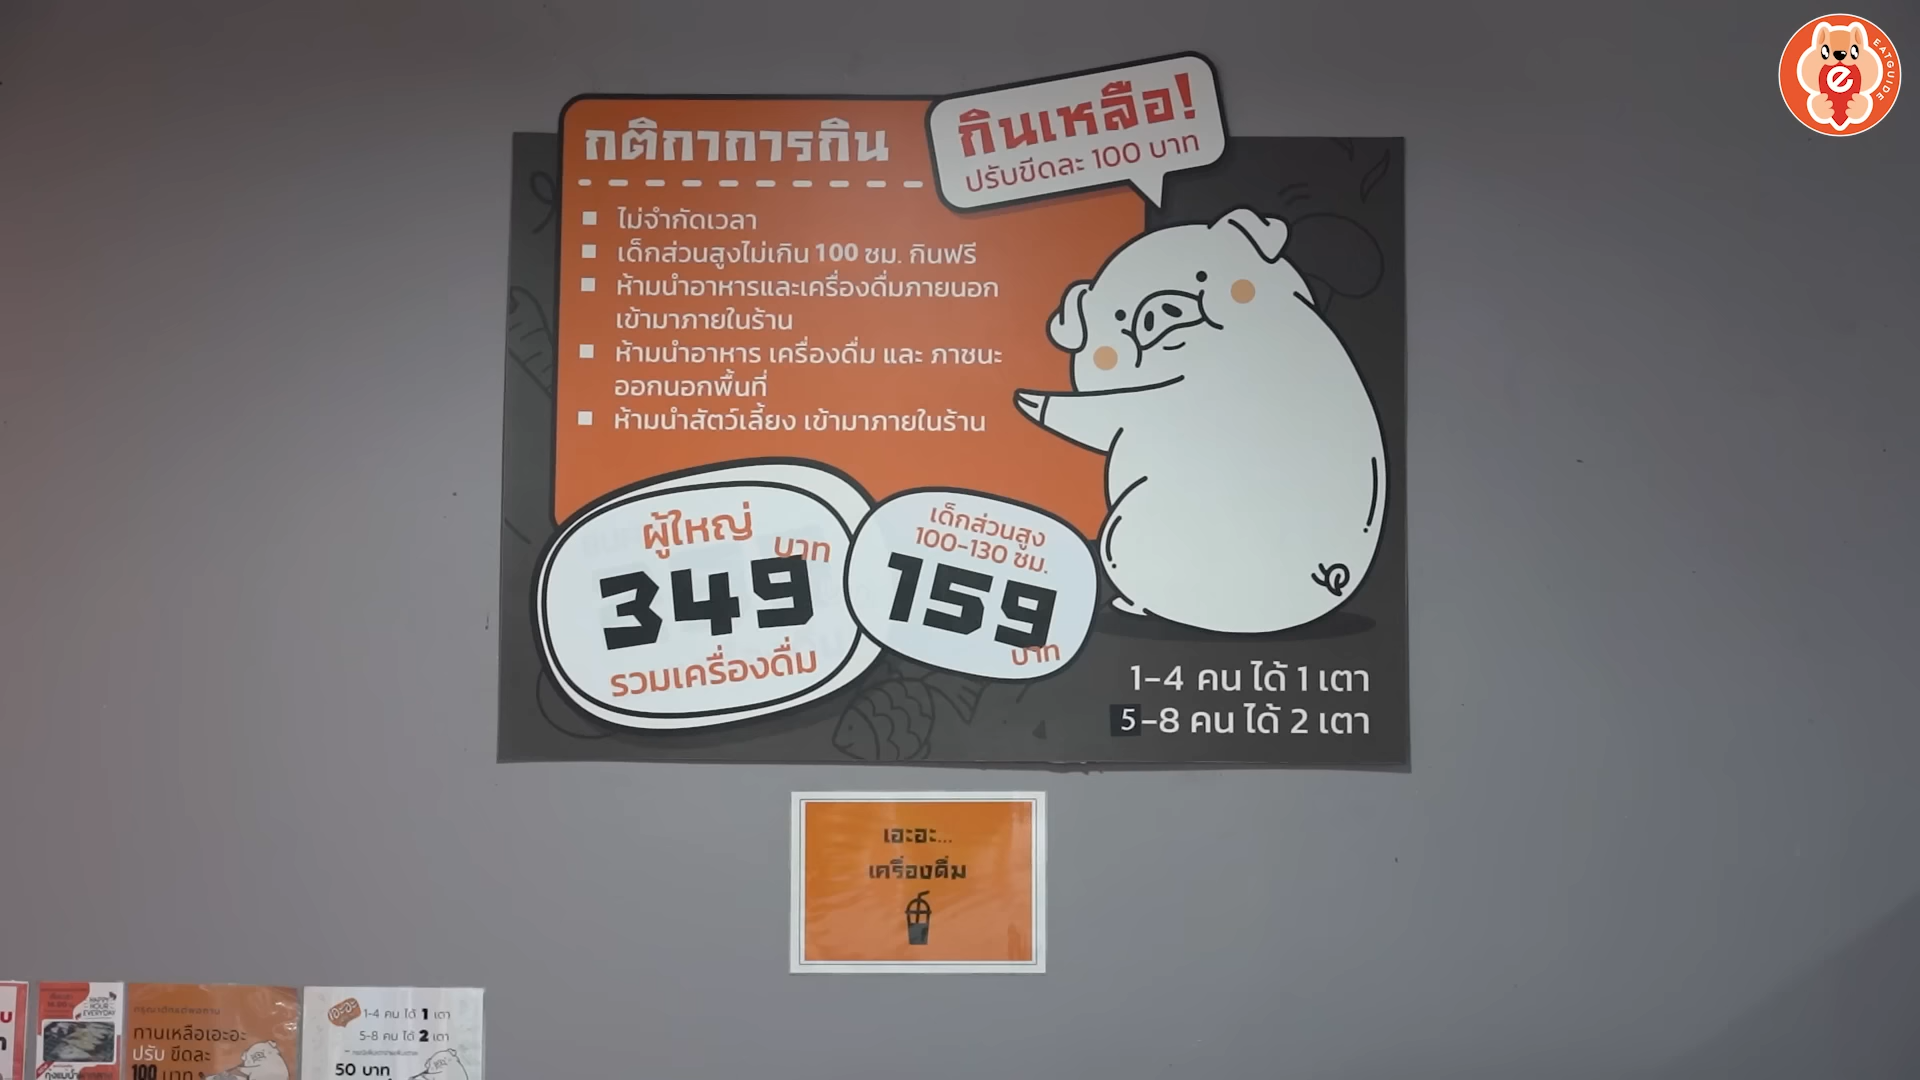 EATGUIDE
กติกาการกิน
กินเหลือ!
ปรับขีดละ 100 บาท
ไม่จำกัดเวลา
เด็กส่วนสูงไม่เกิน 100 ซม. กินฟรี
ห้ามนำอาหารและเครื่องดื่มภายนอก
เข้ามาภายในร้าน
ห้ามนำอาหาร เครื่องดื่ม และ ภาชนะ
ออกนอกพื้นที่
ห้ามนำสัตว์เลี้ยง เข้ามาภายในร้าน
ผู้ใหญ่
349 บาท
รวมเครื่องดื่ม
เด็กส่วนสูง
100-130 ซม.
159
บาท
1-4 คน ได้ 1 เตา
5-8 คน ได้ 2 เตา
เอะอะ...
เครื่องดื่ม
HAPPY
HOUR
EVERYDAY
ทานเหลือเอะอะ
ปรับ ขีดละ
100 บาท
เอะอะ
1-4 คน ได้ 1 เตา
5-8 คน ได้ 2 เตา
50 บาท